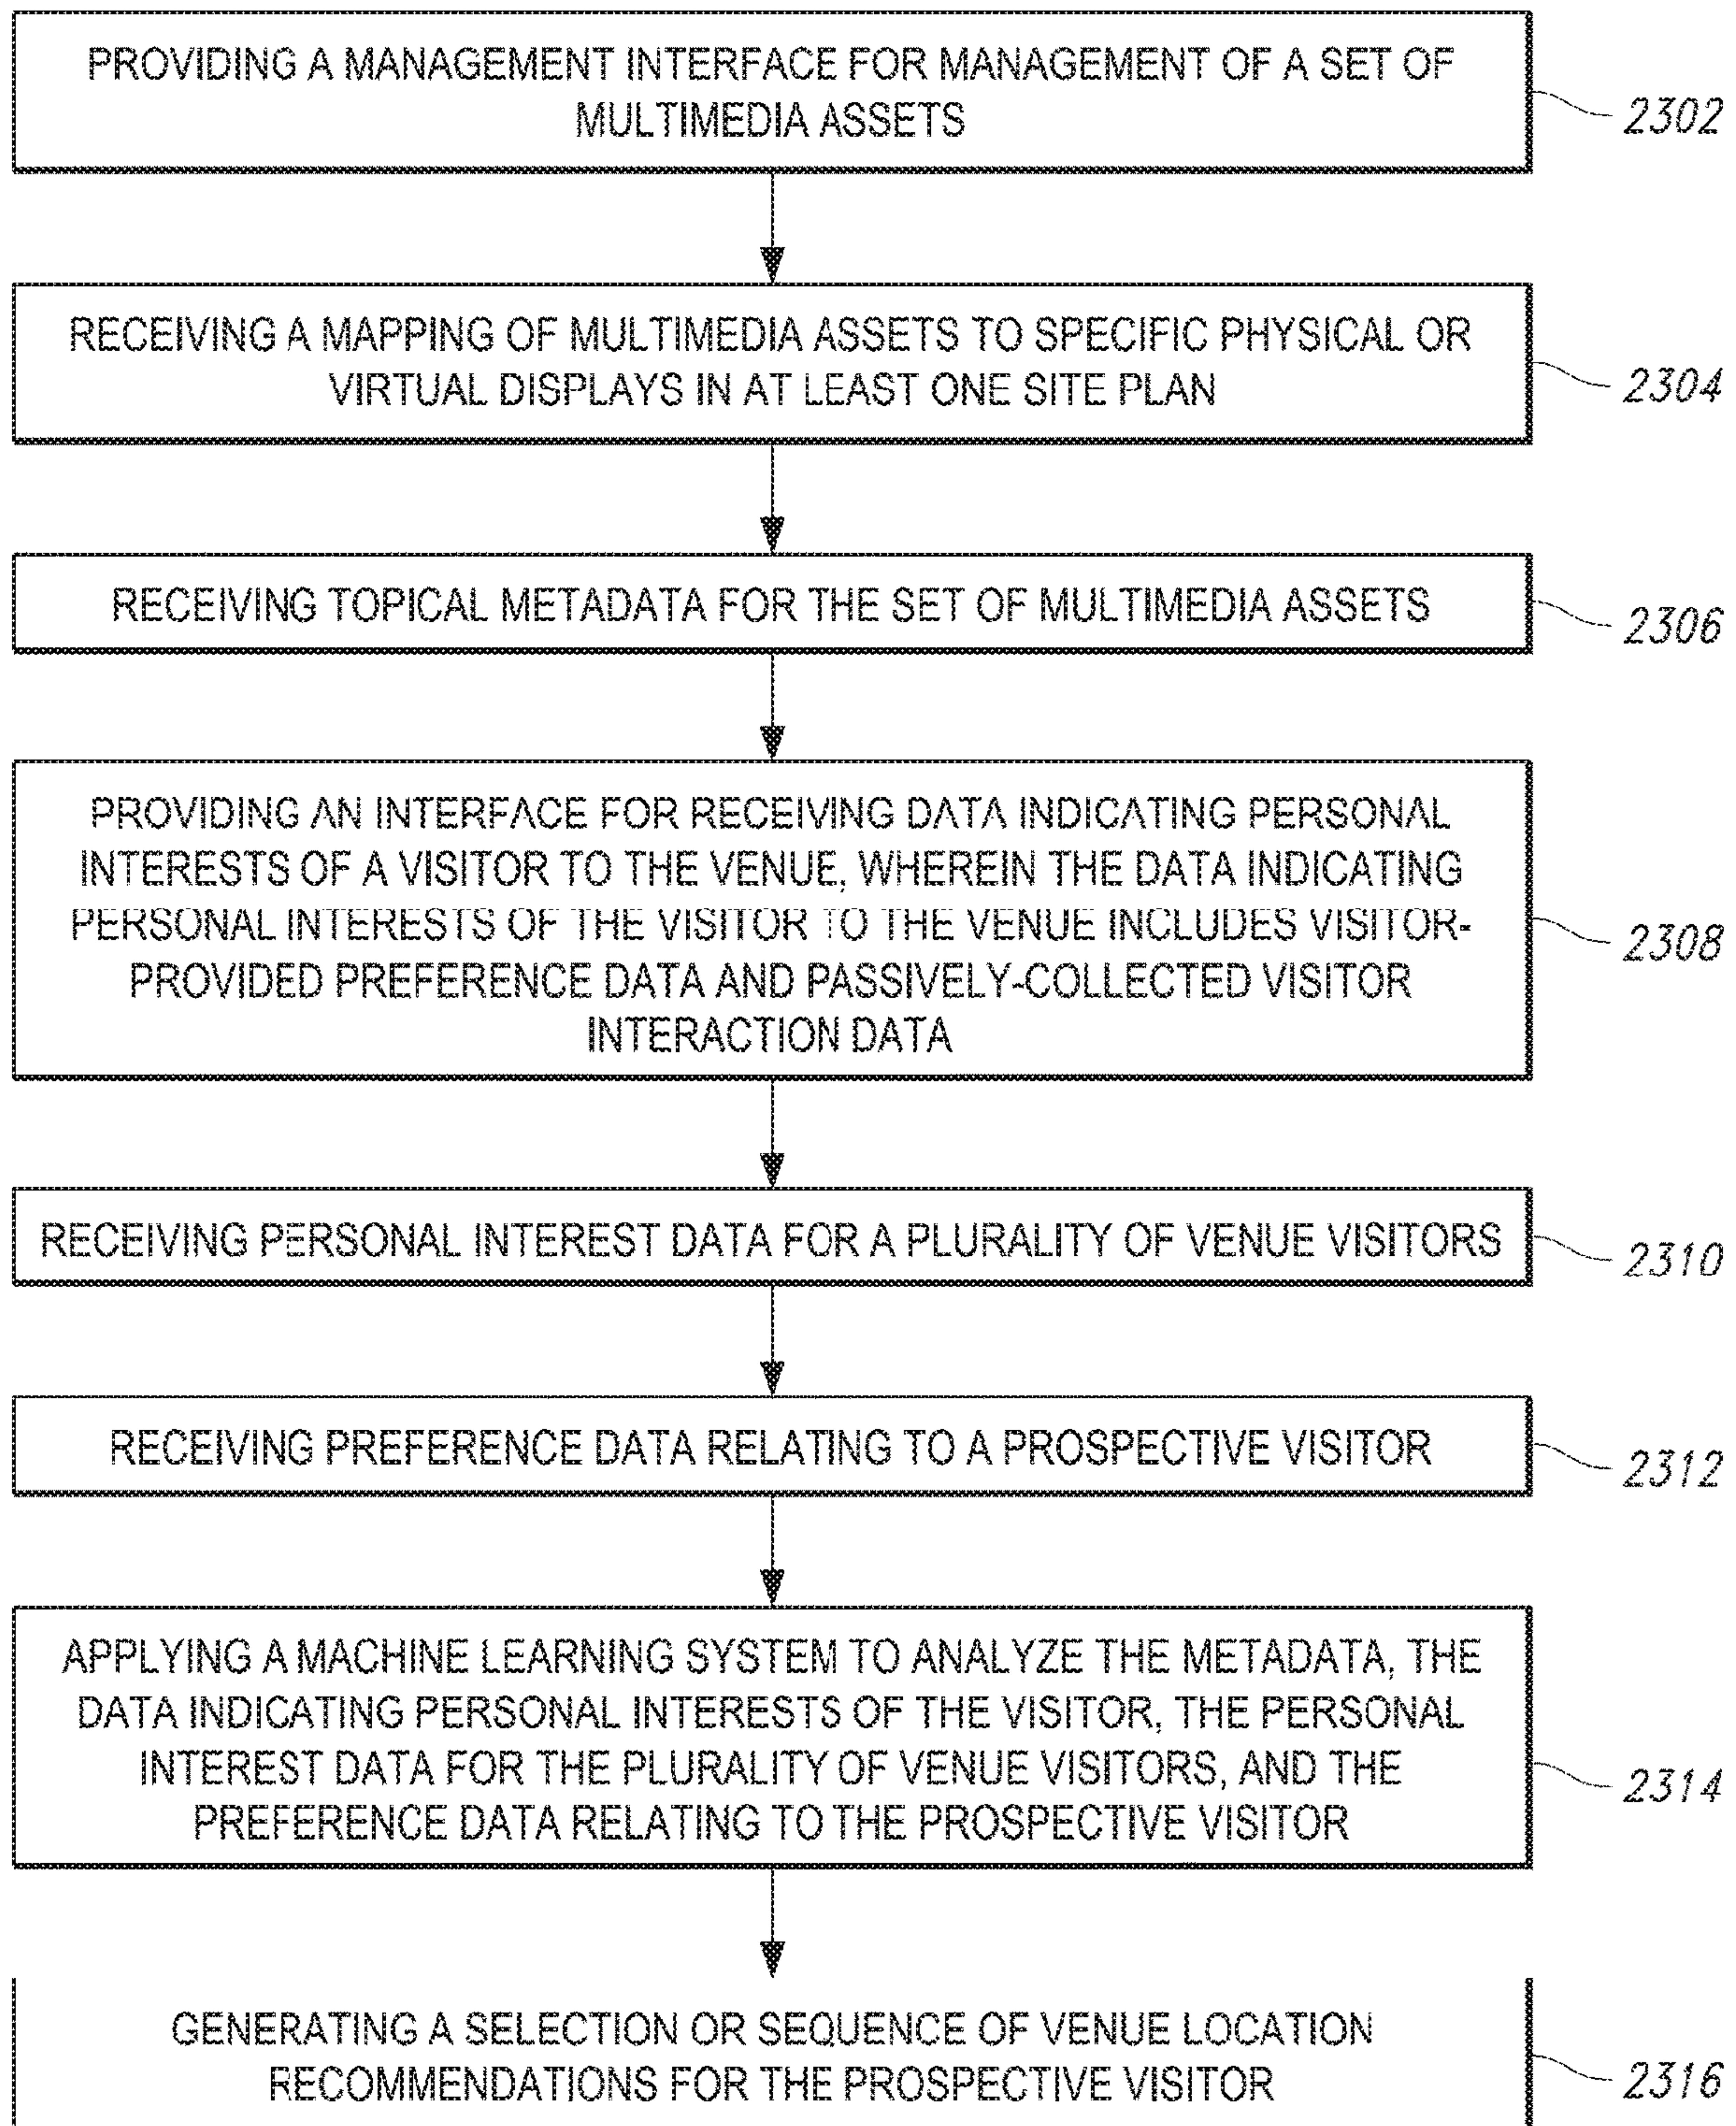 PROVIDING A MANAGEMENT INTERFACE FOR MANAGEMENT OF A SET OF
MULTIMEDIA ASSETS
2302
RECEIVING A MAPPING OF MULTIMEDIA ASSETS TO SPECIFIC PHYSICAL OR
VIRTUAL DISPLAYS IN AT LEAST ONE SITE PLAN
2304
RECEIVING TOPICAL METADATA FOR THE SET OF MULTIMEDIA ASSETS
2306
PROVIDING AN INTERFACE FOR RECEIVING DATA INDICATING PERSONAL
INTERESTS OF A VISITOR TO THE VENUE, WHEREIN THE DATA INDICATING
PERSONAL INTERESTS OF THE VISITOR TO THE VENUE INCLUDES VISITOR-
PROVIDED PREFERENCE DATA AND PASSIVELY-COLLECTED VISITOR
INTERACTION DATA
2308
RECEIVING PERSONAL INTEREST DATA FOR A PLURALITY OF VENUE VISITORS
2310
RECEIVING PREFERENCE DATA RELATING TO A PROSPECTIVE VISITOR
2312
APPLYING A MACHINE LEARNING SYSTEM TO ANALYZE THE METADATA, THE
DATA INDICATING PERSONAL INTERESTS OF THE VISITOR, THE PERSONAL
INTEREST DATA FOR THE PLURALITY OF VENUE VISITORS, AND THE
PREFERENCE DATA RELATING TO THE PROSPECTIVE VISITOR
2314
GENERATING A SELECTION OR SEQUENCE OF VENUE LOCATION
RECOMMENDATIONS FOR THE PROSPECTIVE VISITOR
2316